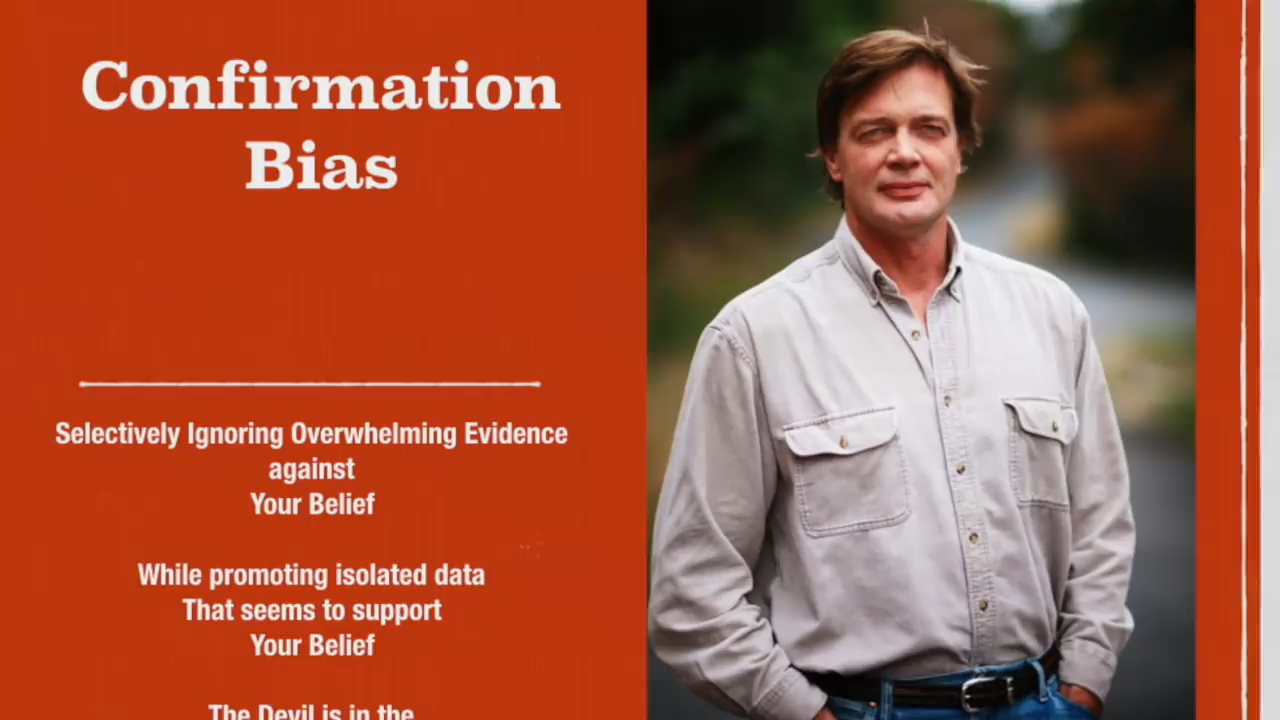 Confirmation
Bias
Selectively Ignoring Overwhelming Evidence
against
Your Belief
While promoting isolated data
That seems to support
Your Belief
The Devil is in the